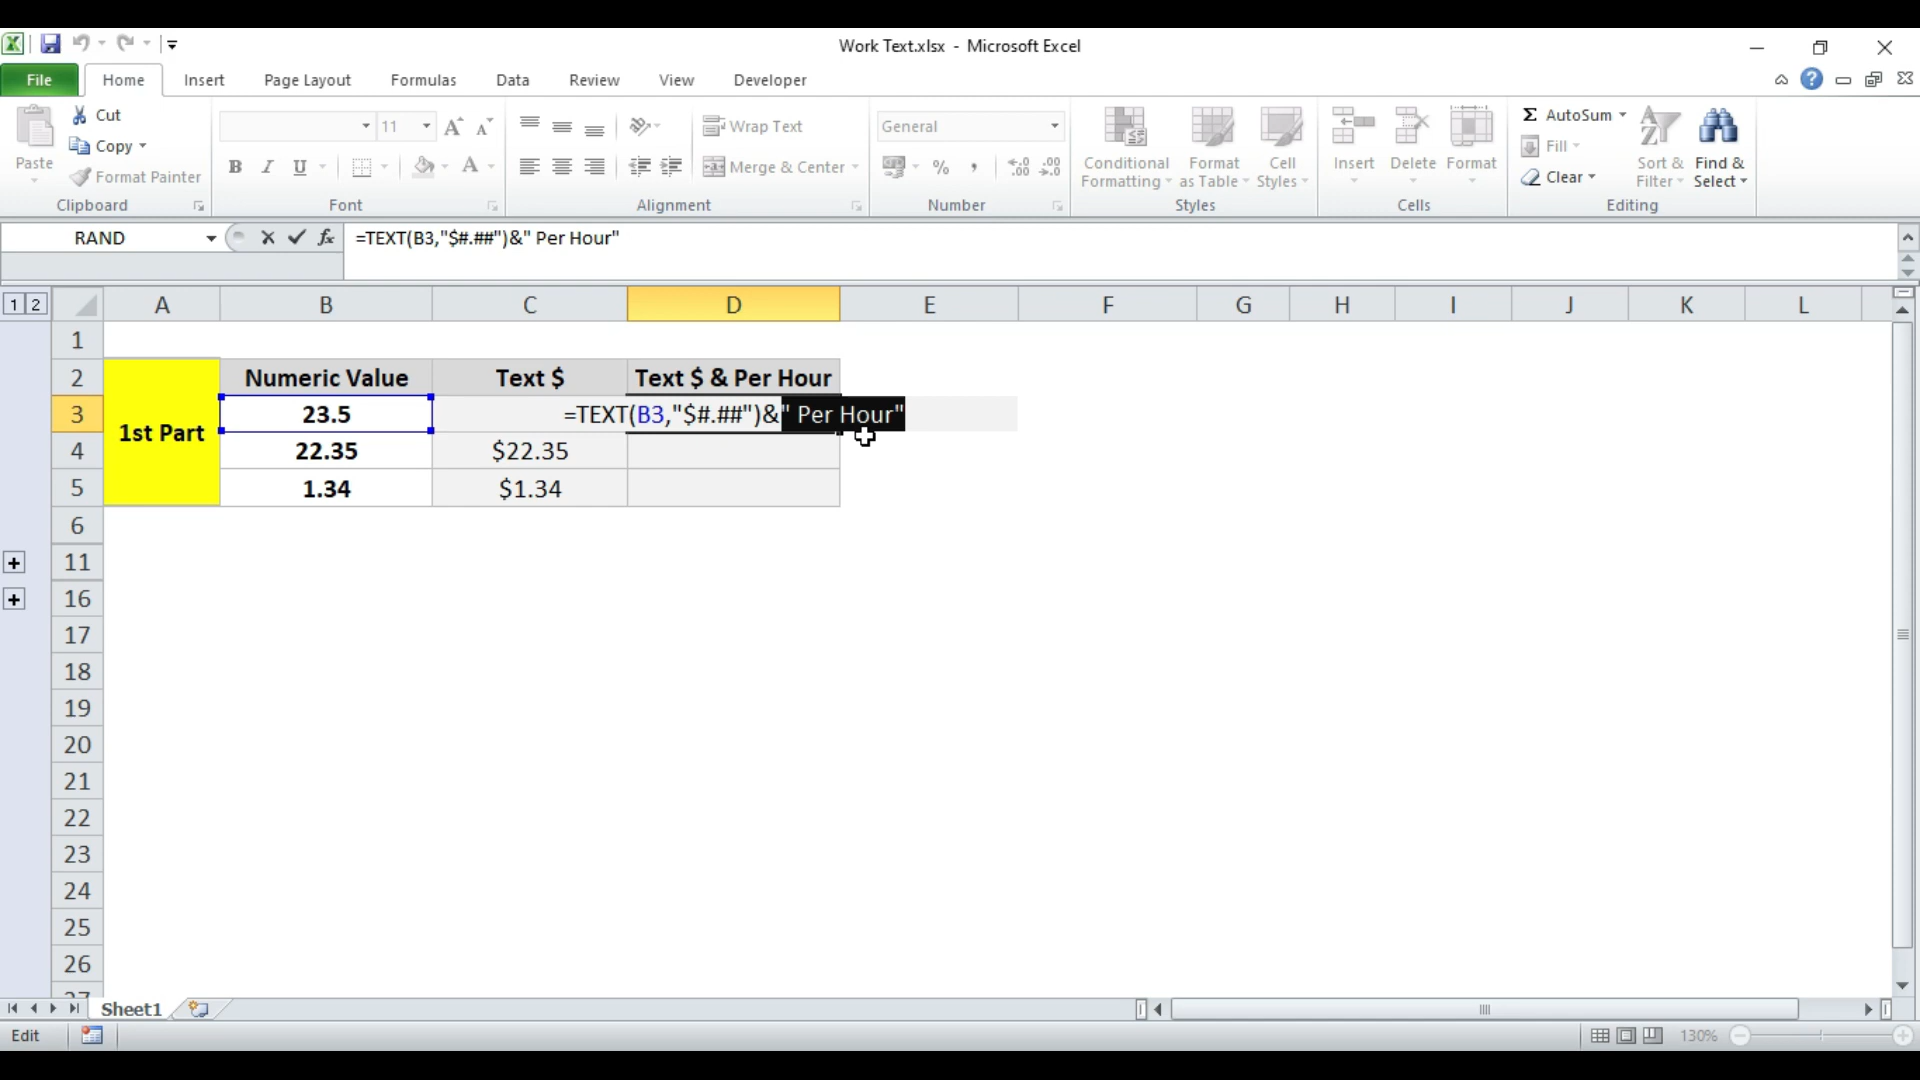 Work Text.xlsx - Microsoft Excel
File Home Insert Page Layout Formulas Data Review View Developer
Paste
Cut
Copy
Format Painter
Clipboard
11
B I U
Font
Wrap Text
Merge & Center
Alignment
General
%
Number
Conditional Formatting
Format as Table
Cell Styles
Styles
Insert Delete Format
Cells
Σ AutoSum
Fill
Clear
Sort & Filter
Find & Select
Editing
RAND fx =TEXT(B3,"$#.##")&" Per Hour"
1 2 A B C D E F G H I J K L
1
2 Numeric Value Text $ Text $ & Per Hour
3 23.5 =TEXT(B3,"$#.##")&" Per Hour"
1st Part
4 22.35 $22.35
5 1.34 $1.34
6
11
16
17
18
19
20
21
22
23
24
25
26
27
Sheet1
Edit 130%